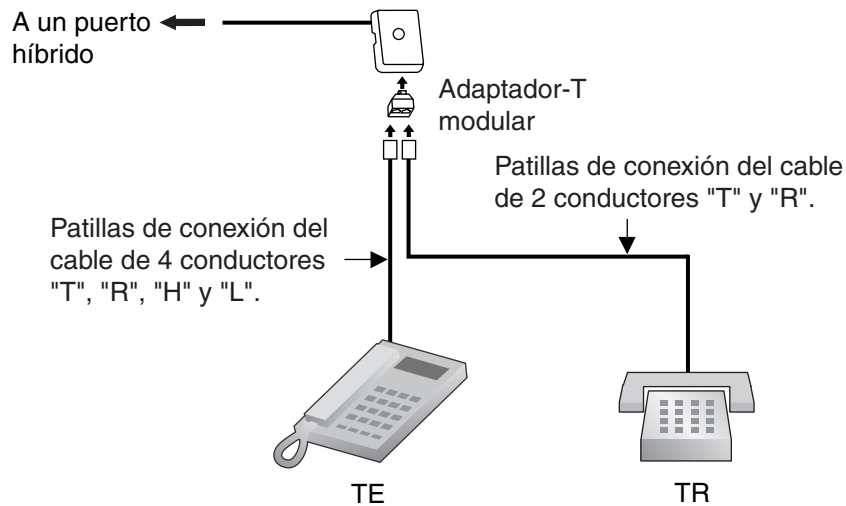 A un puerto
híbrido
Adaptador-T
modular
Patillas de conexión del cable
de 2 conductores "T" y "R".
Patillas de conexión del
cable de 4 conductores
"T", "R", "H" y "L".
TE
TR